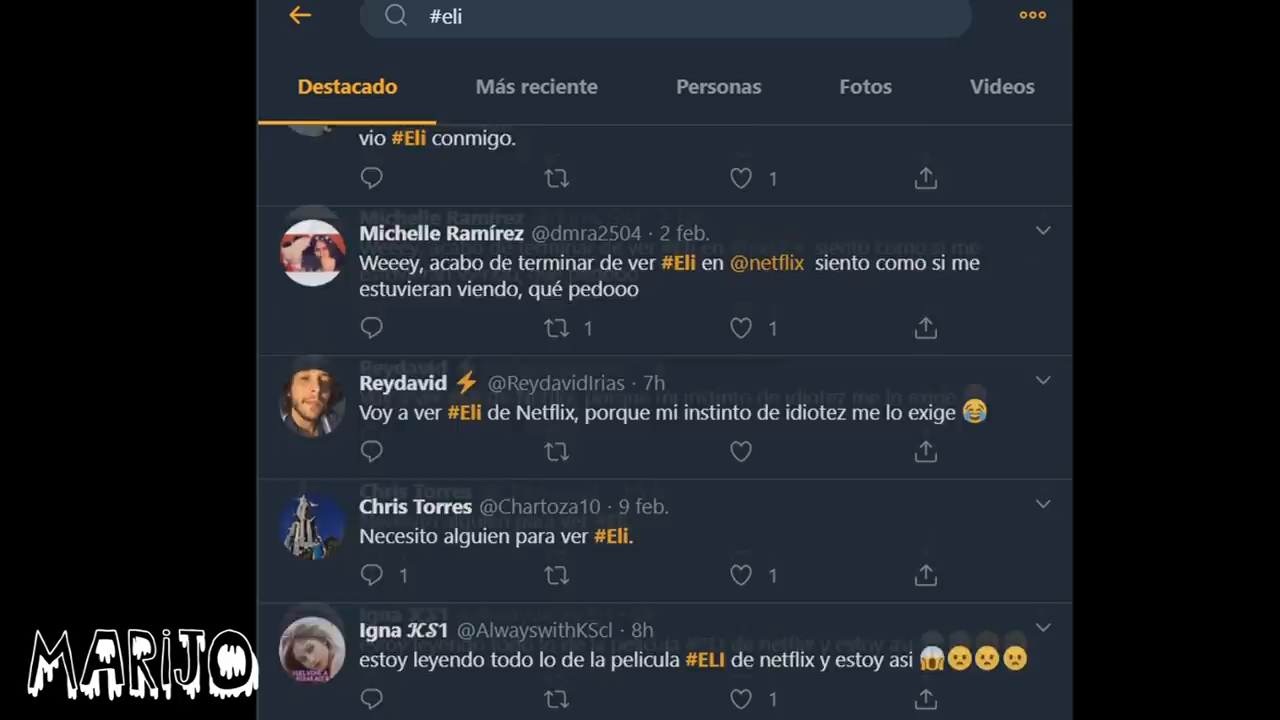 #eli
Destacado Más reciente Personas Fotos Videos
vio #Eli conmigo.
1
Michelle Ramírez @dmra2504 · 2 feb.
Weeey, acabo de terminar de ver #Eli en @netflix siento como si me
estuvieran viendo, qué pedooo
1 1
Reydavid ⚡ @ReydavidIrias · 7h
Voy a ver #Eli de Netflix, porque mi instinto de idiotez me lo exige 😂
Chris Torres @Chartoza10 · 9 feb.
Necesito alguien para ver #Eli.
1 1
Igna 𝒦𝒮1 @AlwayswithKScl · 8h
estoy leyendo todo lo de la pelicula #ELI de netflix y estoy asi 😱😠😠😠
1
MARIJO